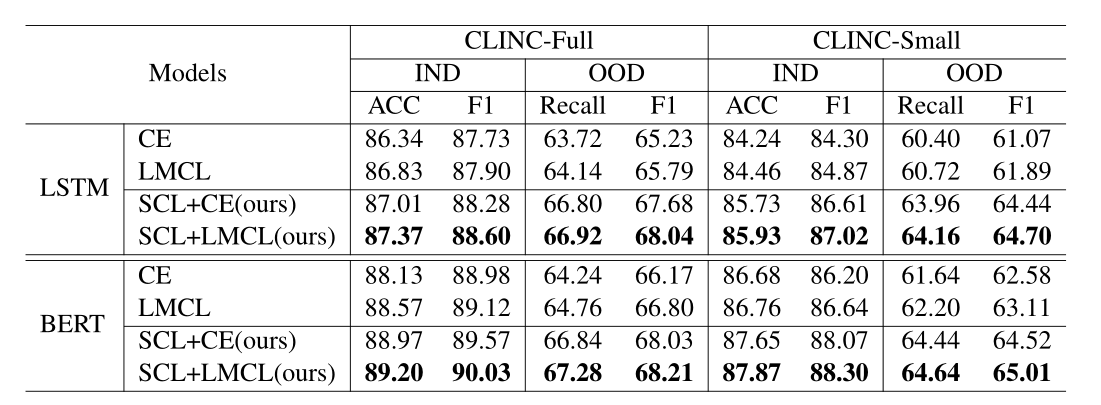 CLINC-Full CLINC-Small
Models IND OOD IND OOD
ACC F1 Recall F1 ACC F1 Recall F1
LSTM
CE 86.34 87.73 63.72 65.23 84.24 84.30 60.40 61.07
LMCL 86.83 87.90 64.14 65.79 84.46 84.87 60.72 61.89
SCL+CE(ours) 87.01 88.28 66.80 67.68 85.73 86.61 63.96 64.44
SCL+LMCL(ours) 87.37 88.60 66.92 68.04 85.93 87.02 64.16 64.70
BERT
CE 88.13 88.98 64.24 66.17 86.68 86.20 61.64 62.58
LMCL 88.57 89.12 64.76 66.80 86.76 86.64 62.20 63.11
SCL+CE(ours) 88.97 89.57 66.84 68.03 87.65 88.07 64.44 64.52
SCL+LMCL(ours) 89.20 90.03 67.28 68.21 87.87 88.30 64.64 65.01